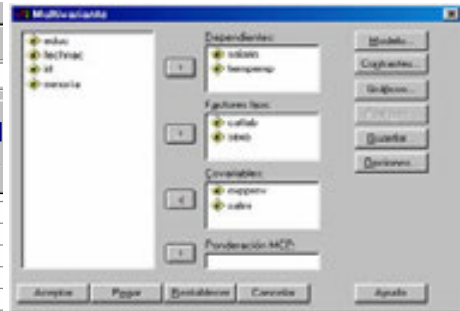 Multivariante
educ
fechnac
id
minoría
Dependientes:
salario
tiempemp
Factores fijos:
catlab
sexo
Covariables:
expprev
salini
Ponderación MCP:
Modelo...
Contrastes...
Gráficos...
Guardar
Opciones...
Aceptar
Pegar
Restablecer
Cancelar
Ayuda